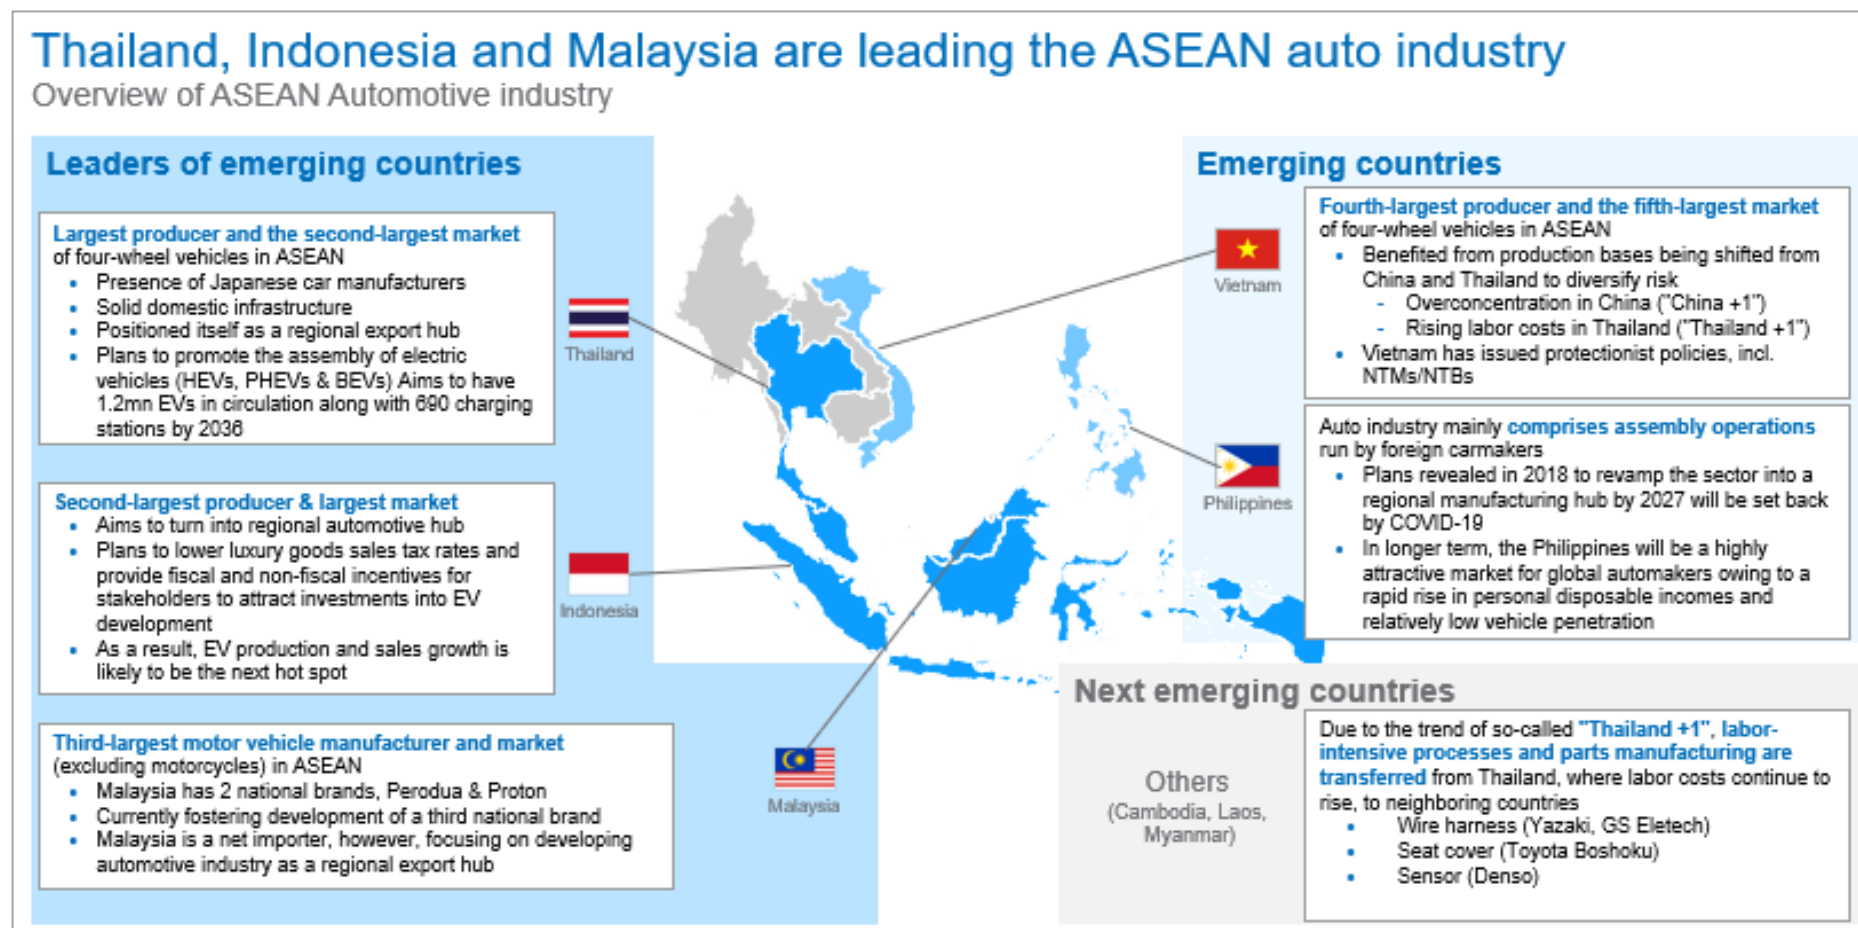 Thailand, Indonesia and Malaysia are leading the ASEAN auto industry
Overview of ASEAN Automotive industry
Leaders of emerging countries
Largest producer and the second-largest market
of four-wheel vehicles in ASEAN
• Presence of Japanese car manufacturers
• Solid domestic infrastructure
• Positioned itself as a regional export hub
• Plans to promote the assembly of electric
vehicles (HEVs, PHEVs & BEVs) Aims to have
1.2mn EVs in circulation along with 690 charging
stations by 2036
Thailand
Second-largest producer & largest market
• Aims to turn into regional automotive hub
• Plans to lower luxury goods sales tax rates and
provide fiscal and non-fiscal incentives for
stakeholders to attract investments into EV
development
• As a result, EV production and sales growth is
likely to be the next hot spot
Indonesia
Third-largest motor vehicle manufacturer and market
(excluding motorcycles) in ASEAN
• Malaysia has 2 national brands, Perodua & Proton
• Currently fostering development of a third national brand
• Malaysia is a net importer, however, focusing on developing
automotive industry as a regional export hub
Malaysia
Emerging countries
Vietnam
Fourth-largest producer and the fifth-largest market
of four-wheel vehicles in ASEAN
• Benefited from production bases being shifted from
China and Thailand to diversify risk
- Overconcentration in China ("China +1")
- Rising labor costs in Thailand ("Thailand +1")
• Vietnam has issued protectionist policies, incl.
NTMs/NTBs
Philippines
Auto industry mainly comprises assembly operations
run by foreign carmakers
• Plans revealed in 2018 to revamp the sector into a
regional manufacturing hub by 2027 will be set back
by COVID-19
• In longer term, the Philippines will be a highly
attractive market for global automakers owing to a
rapid rise in personal disposable incomes and
relatively low vehicle penetration
Next emerging countries
Others
(Cambodia, Laos,
Myanmar)
Due to the trend of so-called "Thailand +1", labor-
intensive processes and parts manufacturing are
transferred from Thailand, where labor costs continue to
rise, to neighboring countries
• Wire harness (Yazaki, GS Eletech)
• Seat cover (Toyota Boshoku)
• Sensor (Denso)